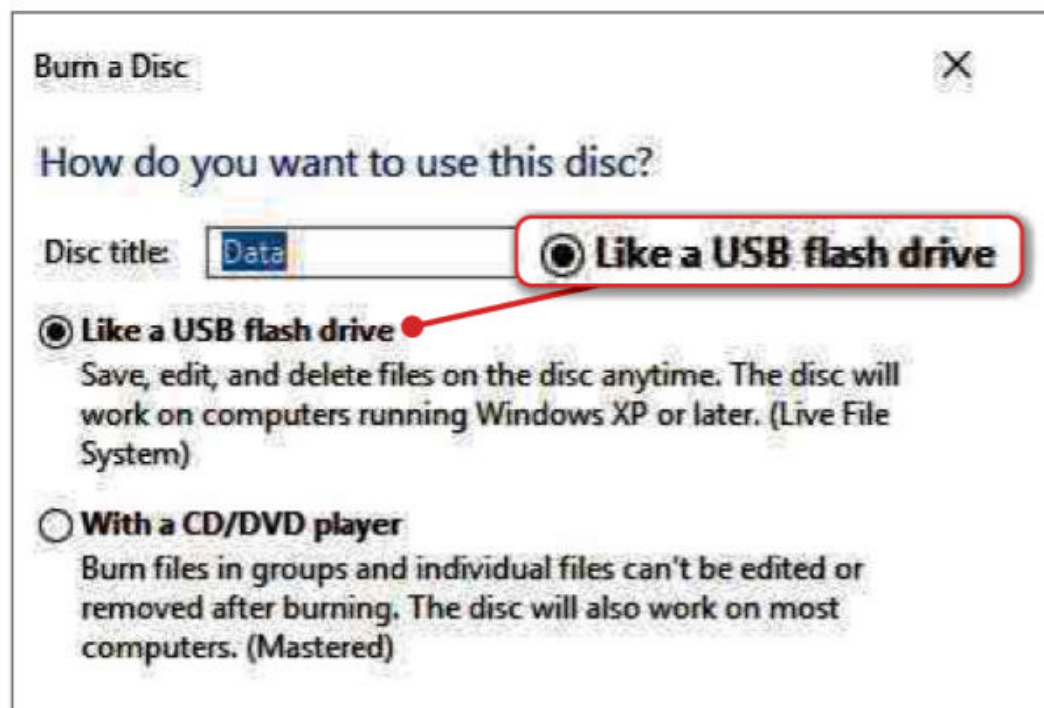 Burn a Disc
How do you want to use this disc?
Disc title: Data
Like a USB flash drive
Like a USB flash drive
Save, edit, and delete files on the disc anytime. The disc will
work on computers running Windows XP or later. (Live File
System)
With a CD/DVD player
Burn files in groups and individual files can't be edited or
removed after burning. The disc will also work on most
computers. (Mastered)